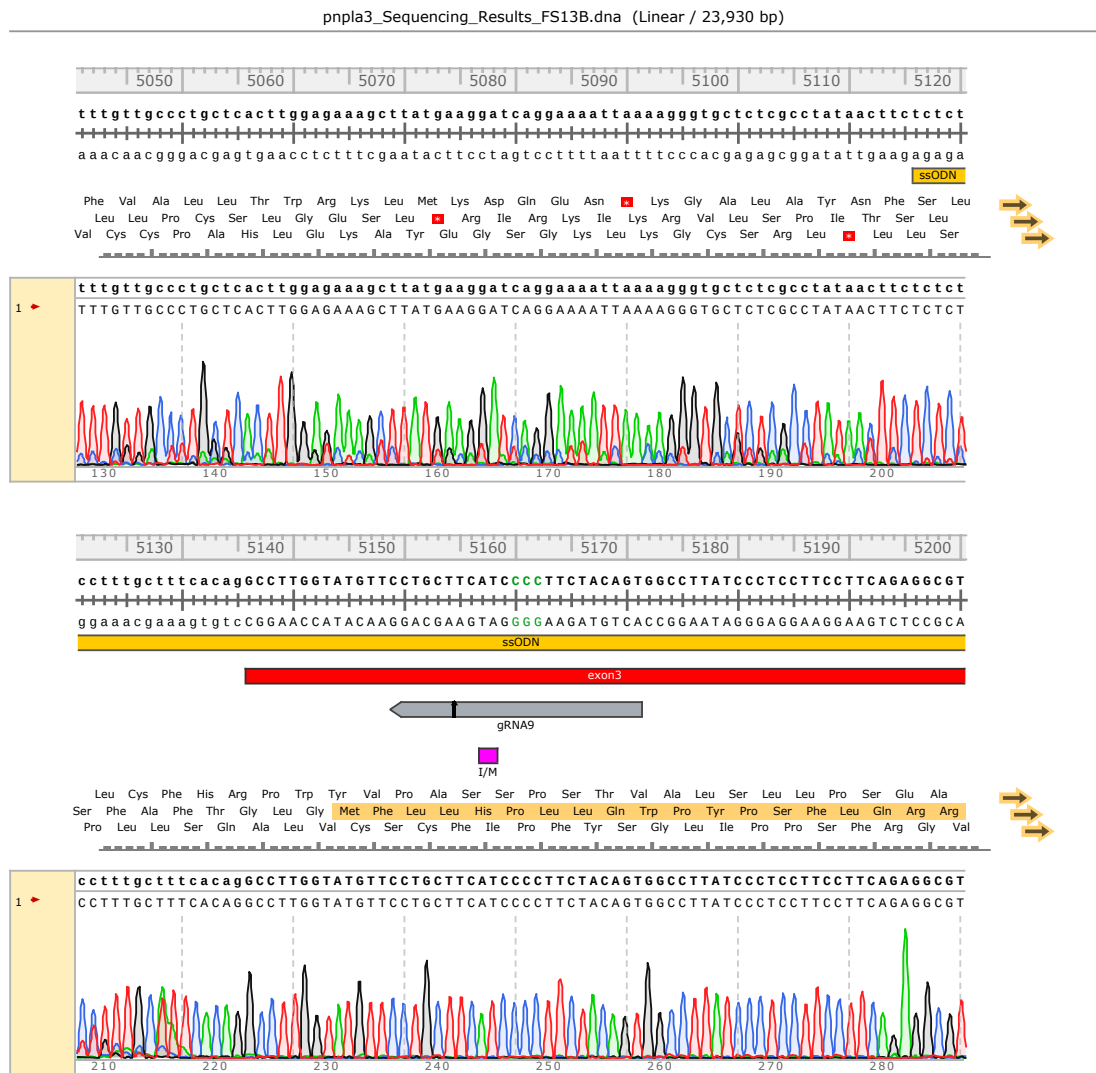 pnpla3_Sequencing_Results_FS13B.dna (Linear / 23,930 bp)
5050 5060 5070 5080 5090 5100 5110 5120
tttgttgccctgctcacttggagaaagcttatgaaggatcaggaaaattaaaagggtgctctcgcctataacttctctct
aaacaacgggacgagtgaacctctttcgaatacttcctagtccttttaattttcccacgagagcggatattgaagagaga
ssODN
Phe Val Ala Leu Leu Thr Trp Arg Lys Leu Met Lys Asp Gln Glu Asn * Lys Gly Ala Leu Ala Tyr Asn Phe Ser Leu
Leu Leu Pro Cys Ser Leu Gly Glu Ser Leu * Arg Ile Arg Lys Ile Lys Arg Val Leu Ser Pro Ile Thr Ser Leu
Val Cys Cys Pro Ala His Leu Glu Lys Ala Tyr Glu Gly Ser Gly Lys Leu Lys Gly Cys Ser Arg Leu * Leu Leu Ser
tttgttgccctgctcacttggagaaagcttatgaaggatcaggaaaattaaaagggtgctctcgcctataacttctctct
1 TTTGTTGCCCTGCTCACTTGGAGAAAGCTTATGAAGGATCAGGAAAATTAAAAGGGTGCTCTCGCCTATAACTTCTCTCT
130 140 150 160 170 180 190 200
5130 5140 5150 5160 5170 5180 5190 5200
cctttgctttcacagGCCTTGGTATGTTCCTGCTTCATCCCCTTCTACAGTGGCCTTATCCCTCCTTCCTTCAGAGGCGT
ggaaacgaaagtgtcCGGAACCATACAAGGACGAAGTAGGGGAAGATGTCACCGGAATAGGGAGGAAGGAAGTCTCCGCA
ssODN
exon3
gRNA9
I/M
Leu Cys Phe His Arg Pro Trp Tyr Val Pro Ala Ser Ser Pro Ser Thr Val Ala Leu Ser Leu Leu Pro Ser Glu Ala
Ser Phe Ala Phe Thr Gly Leu Gly Met Phe Leu Leu His Pro Leu Leu Gln Trp Pro Tyr Pro Ser Phe Leu Gln Arg Arg
Pro Leu Leu Ser Gln Ala Leu Val Cys Ser Cys Phe Ile Pro Phe Tyr Ser Gly Leu Ile Pro Pro Ser Phe Arg Gly Val
cctttgctttcacagGCCTTGGTATGTTCCTGCTTCATCCCCTTCTACAGTGGCCTTATCCCTCCTTCCTTCAGAGGCGT
1 CCTTTGCTTTCACAGGCCTTGGTATGTTCCTGCTTCATCCCCTTCTACAGTGGCCTTATCCCTCCTTCCTTCAGAGGCGT
210 220 230 240 250 260 270 280